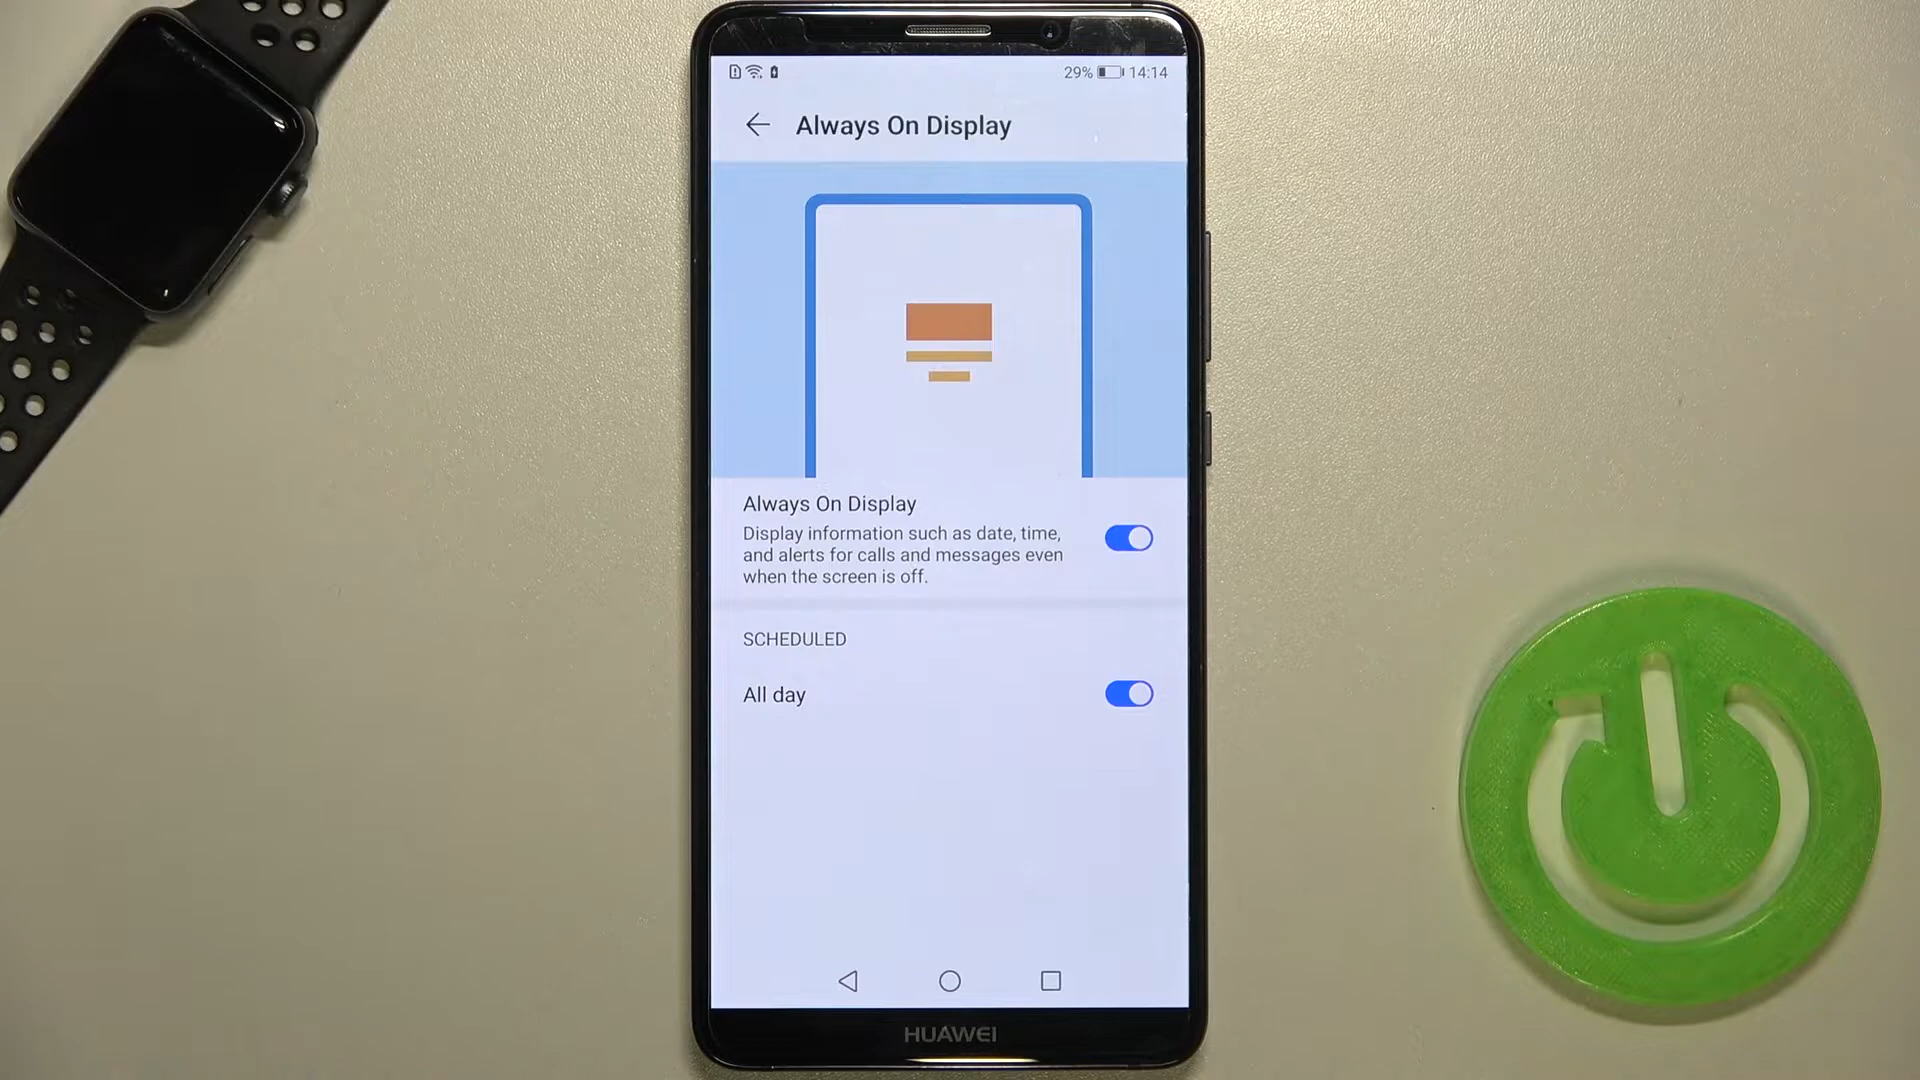 29% 14:14
Always On Display
Always On Display
Display information such as date, time,
and alerts for calls and messages even
when the screen is off.
SCHEDULED
All day
HUAWEI